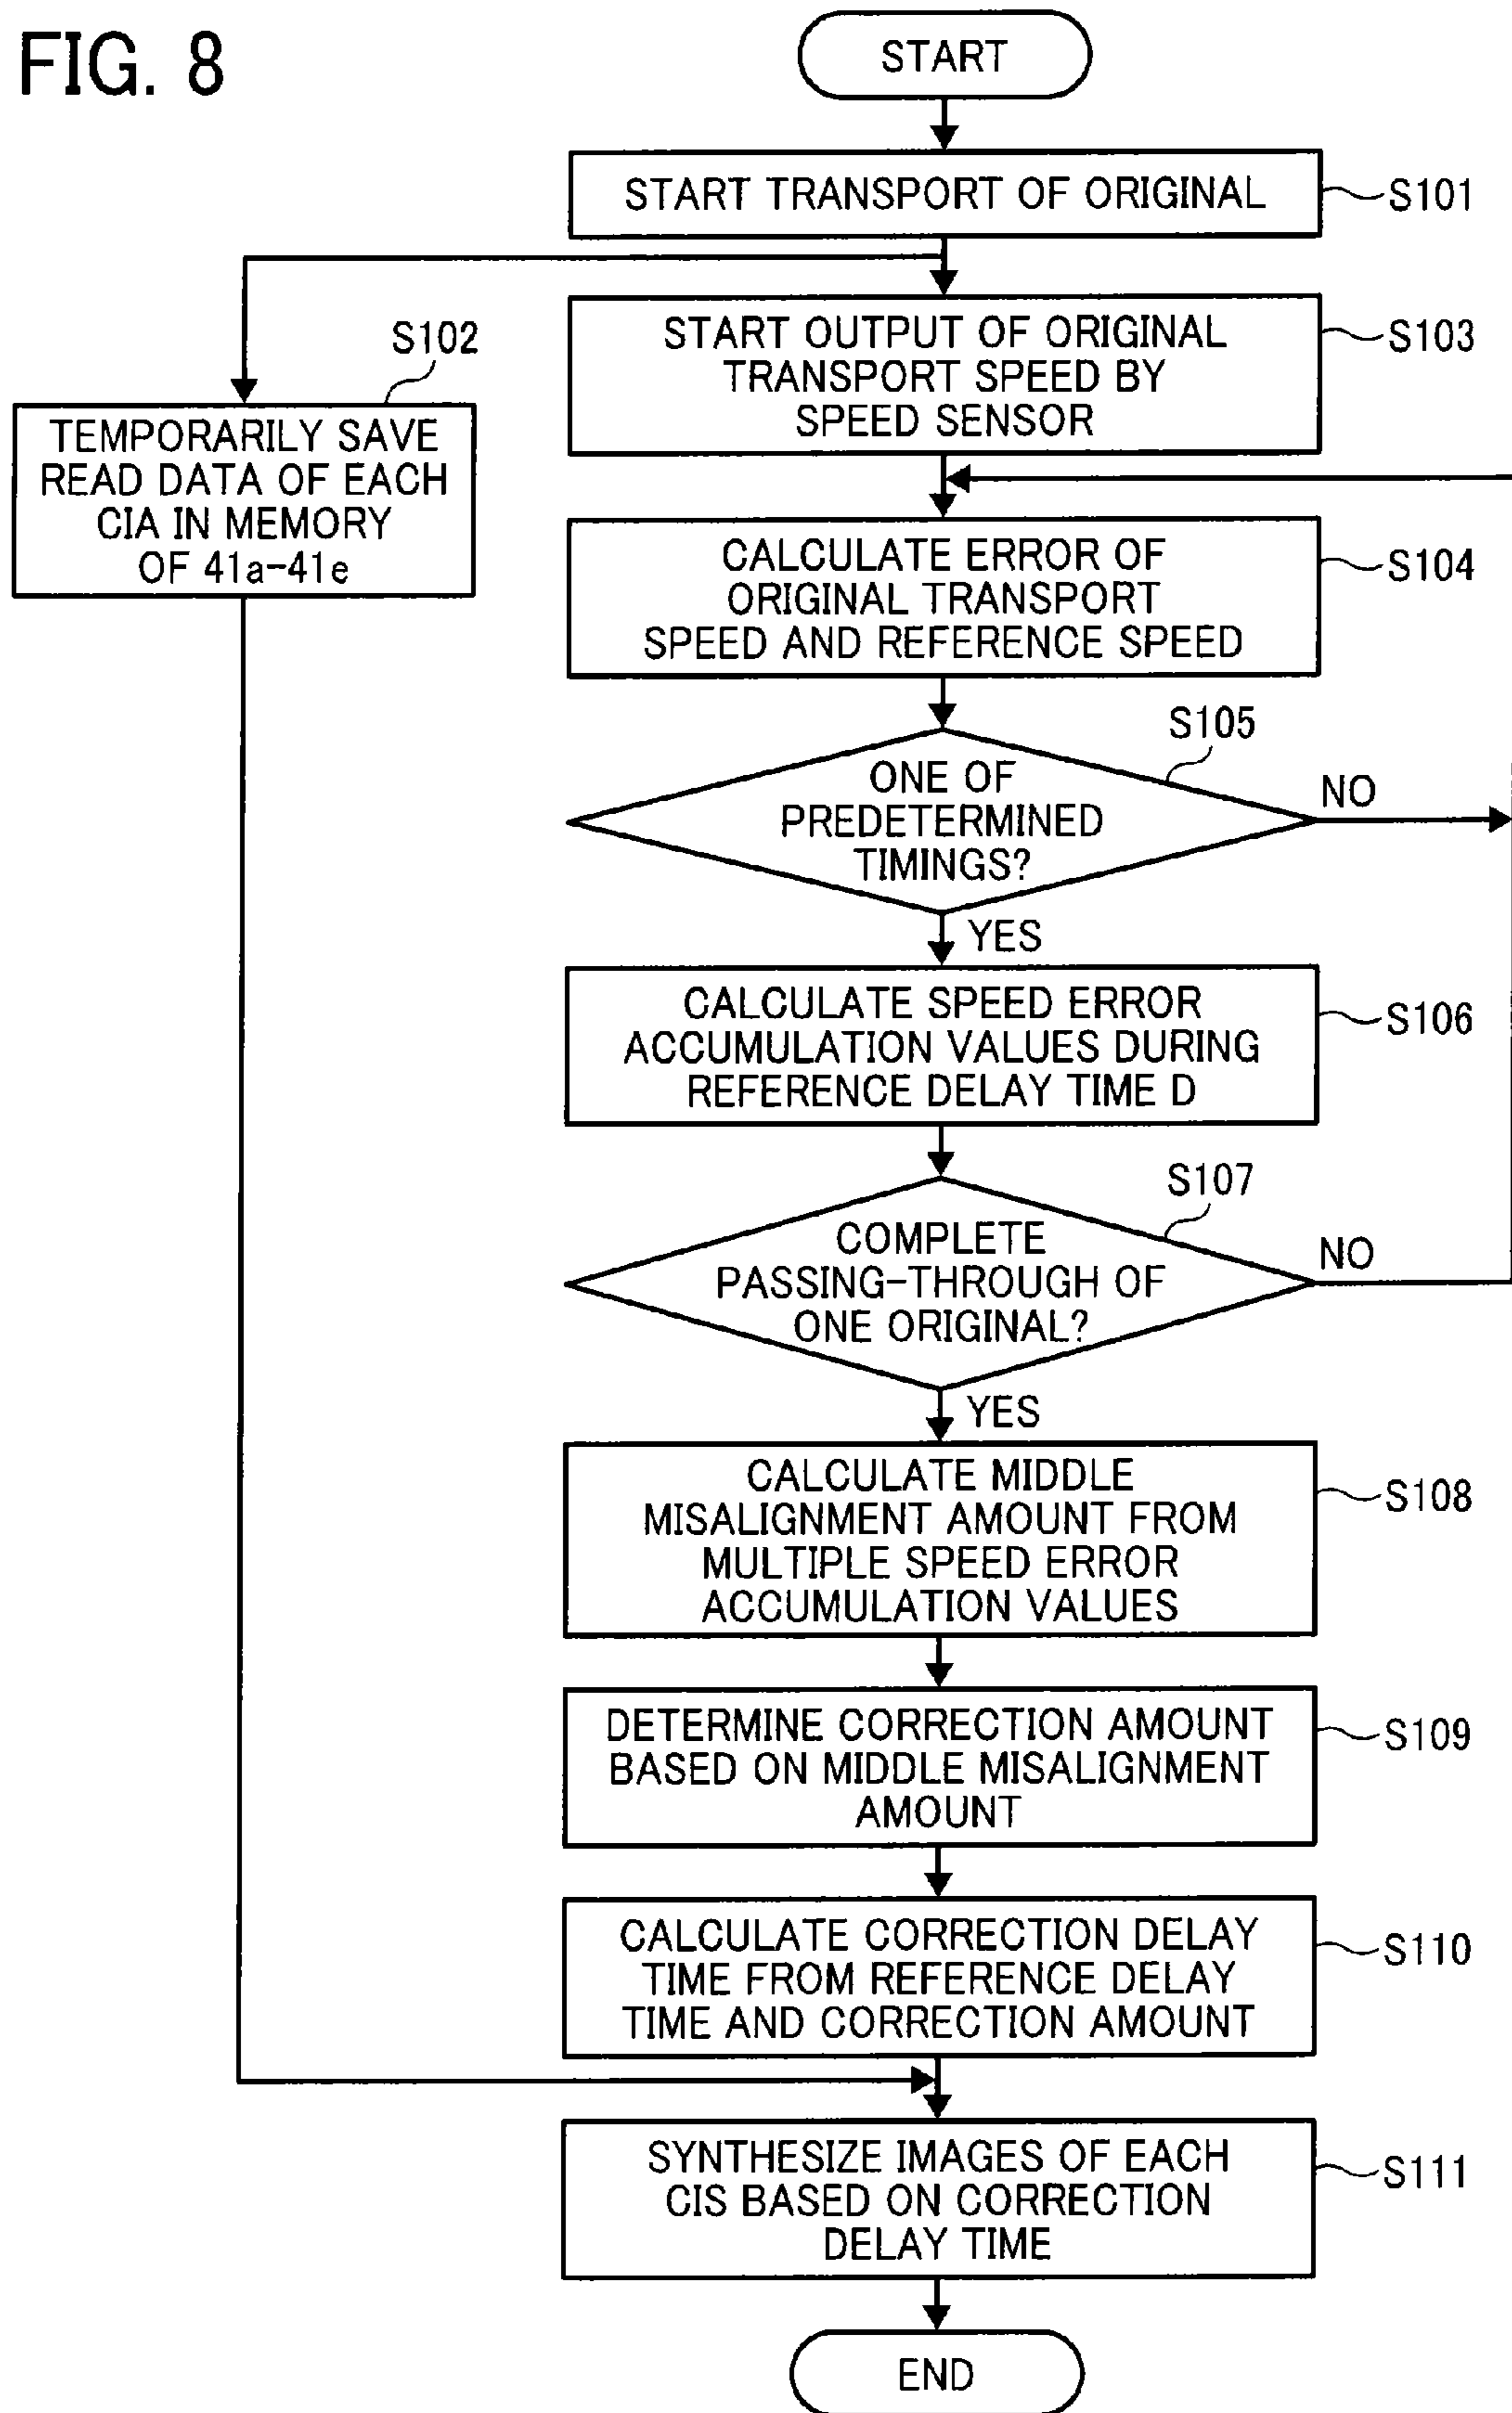 FIG. 8
START
START TRANSPORT OF ORIGINAL
S101
S102
TEMPORARILY SAVE
READ DATA OF EACH
CIA IN MEMORY
OF 41a-41e
START OUTPUT OF ORIGINAL
TRANSPORT SPEED BY
SPEED SENSOR
S103
CALCULATE ERROR OF
ORIGINAL TRANSPORT
SPEED AND REFERENCE SPEED
S104
S105
ONE OF
PREDETERMINED
TIMINGS?
NO
YES
CALCULATE SPEED ERROR
ACCUMULATION VALUES DURING
REFERENCE DELAY TIME D
S106
S107
COMPLETE
PASSING-THROUGH OF
ONE ORIGINAL?
NO
YES
CALCULATE MIDDLE
MISALIGNMENT AMOUNT FROM
MULTIPLE SPEED ERROR
ACCUMULATION VALUES
S108
DETERMINE CORRECTION AMOUNT
BASED ON MIDDLE MISALIGNMENT
AMOUNT
S109
CALCULATE CORRECTION DELAY
TIME FROM REFERENCE DELAY
TIME AND CORRECTION AMOUNT
S110
SYNTHESIZE IMAGES OF EACH
CIS BASED ON CORRECTION
DELAY TIME
S111
END